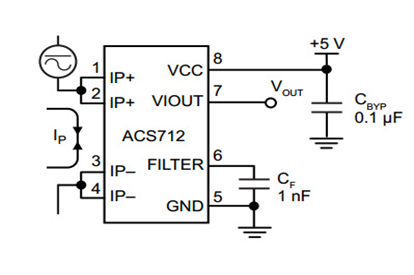 +5 V
1 IP+ VCC 8
2 IP+ VIOUT 7 VOUT
CBYP
0.1 µF
IP ACS712
3 IP– FILTER 6
CF
1 nF
4 IP– GND 5